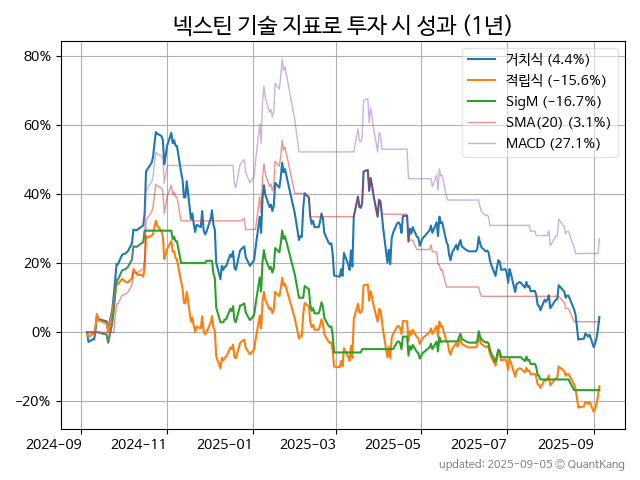 넥스틴 기술 지표로 투자 시 성과 (1년)
80%
60%
40%
20%
0%
−20%
거치식 (4.4%)
적립식 (−15.6%)
SigM (−16.7%)
SMA(20) (3.1%)
MACD (27.1%)
2024-09
2024-11
2025-01
2025-03
2025-05
2025-07
2025-09
updated: 2025-09-05 © QuantKang